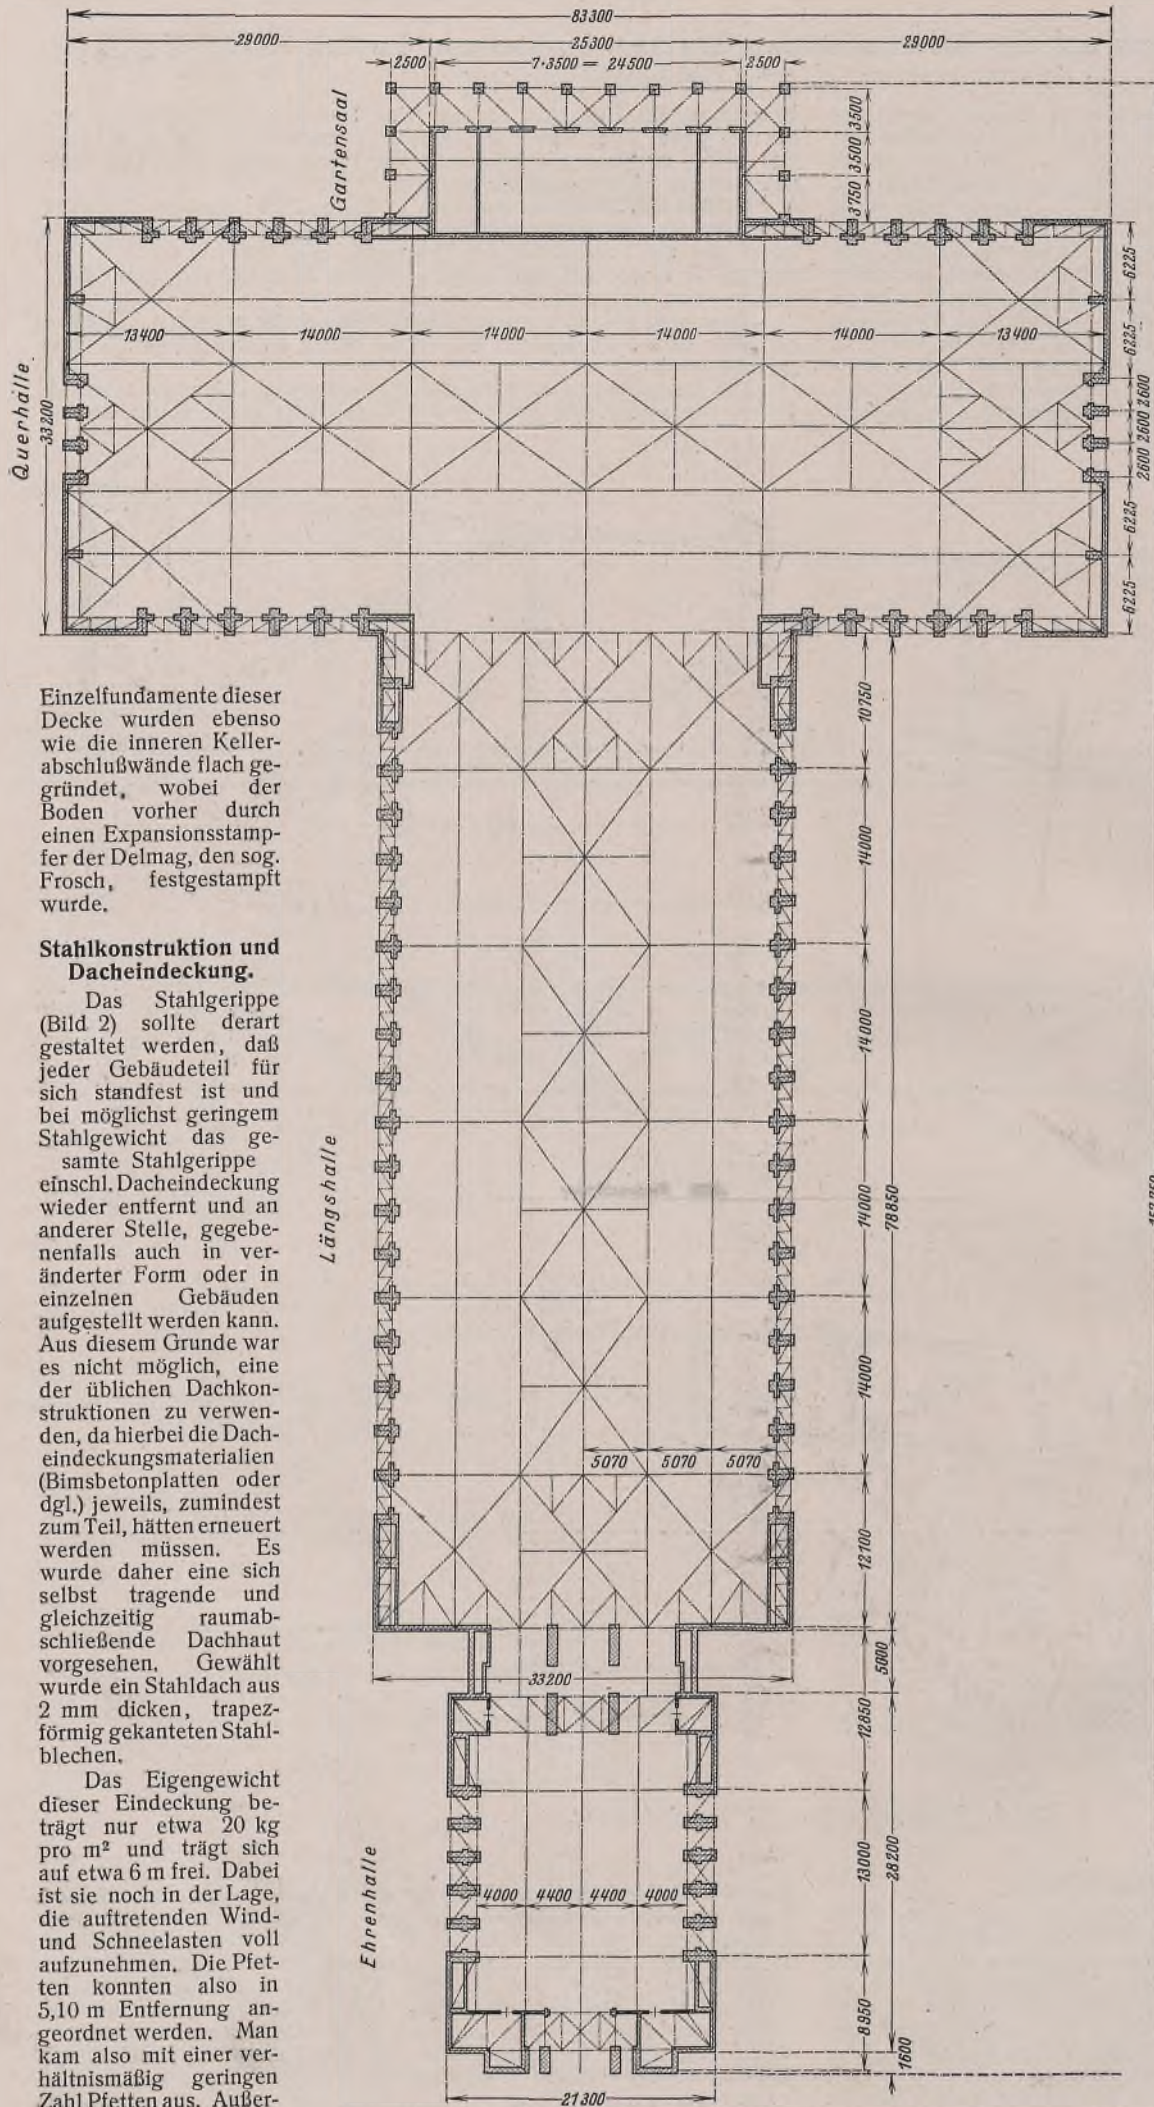 83300
29000 25300 29000
2500 7·3500 = 24500 2500
Gartensaal
3500
3500
3750
Querhalle
33200
13400 14000 14000 14000 14000 13400
6225
6225
2600
2600
2600
6225
6225
Einzelfundamente dieser
Decke wurden ebenso
wie die inneren Keller-
abschlußwände flach ge-
gründet, wobei der
Boden vorher durch
einen Expansionsstamp-
fer der Delmag, den sog.
Frosch, festgestampft
wurde.
Stahlkonstruktion und
Dacheindeckung.
Das Stahlgerippe
(Bild 2) sollte derart
gestaltet werden, daß
jeder Gebäudeteil für
sich standfest ist und
bei möglichst geringem
Stahlgewicht das ge-
samte Stahlgerippe
einschl. Dacheindeckung
wieder entfernt und an
anderer Stelle, gegebe-
nenfalls auch in ver-
änderter Form oder in
einzelnen Gebäuden
aufgestellt werden kann.
Aus diesem Grunde war
es nicht möglich, eine
der üblichen Dachkon-
struktionen zu verwen-
den, da hierbei die Dach-
eindeckungsmaterialien
(Bimsbetonplatten oder
dgl.) jeweils, zumindest
zum Teil, hätten erneuert
werden müssen. Es
wurde daher eine sich
selbst tragende und
gleichzeitig raumab-
schließende Dachhaut
vorgesehen. Gewählt
wurde ein Stahldach aus
2 mm dicken, trapez-
förmig gekanteten Stahl-
blechen.
Das Eigengewicht
dieser Eindeckung be-
trägt nur etwa 20 kg
pro m² und trägt sich
auf etwa 6 m frei. Dabei
ist sie noch in der Lage,
die auftretenden Wind-
und Schneelasten voll
aufzunehmen. Die Pfet-
ten konnten also in
5,10 m Entfernung an-
geordnet werden. Man
kam also mit einer ver-
hältnismäßig geringen
Zahl Pfetten aus. Außer-
Längshalle
10750
14000
14000
14000
14000
12100
78850
5070 5070 5070
33200
5000
Ehrenhalle
12850
13000
8950
28200
1600
4000 4400 4400 4000
21300